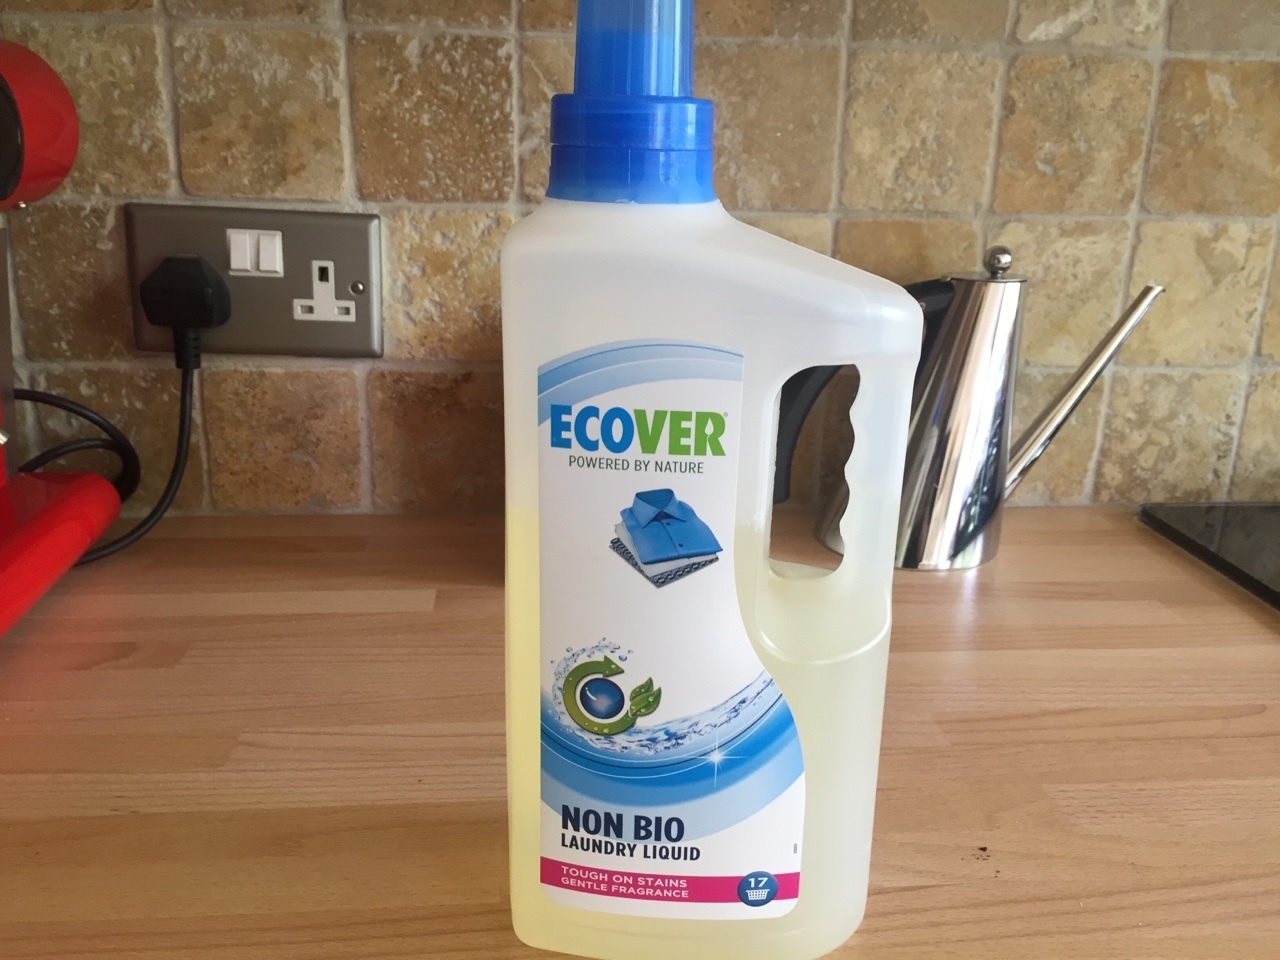 ECOVER
POWERED BY NATURE
NON BIO
LAUNDRY LIQUID
TOUGH ON STAINS
GENTLE FRAGRANCE
17